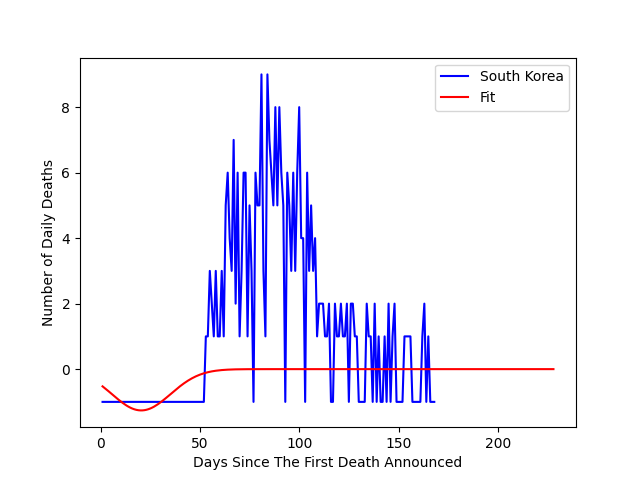 South Korea
Fit
Number of Daily Deaths
8
6
4
2
0
0
50
100
150
200
Days Since The First Death Announced